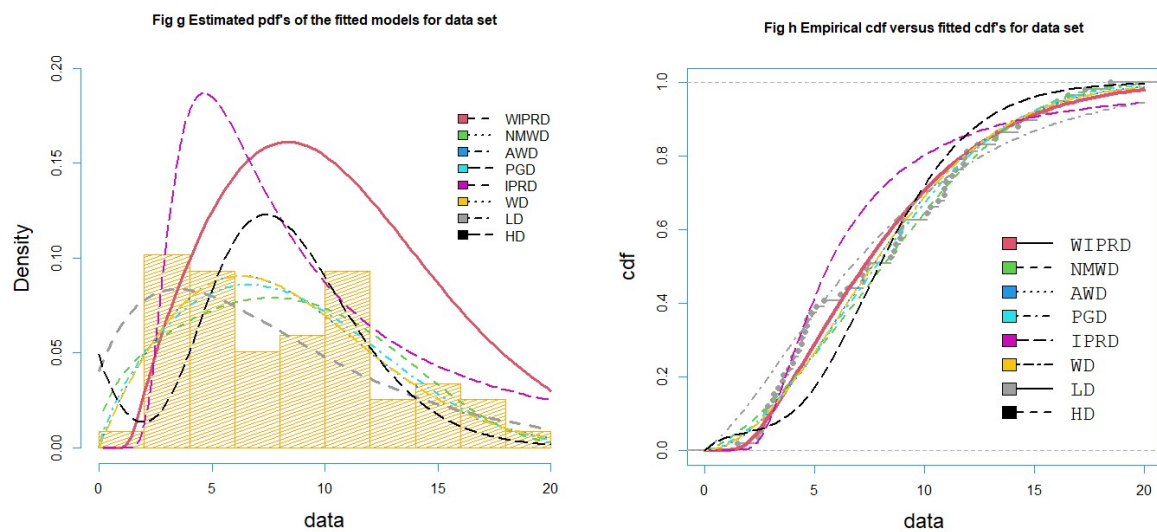 Fig g Estimated pdf's of the fitted models for data set
0.20
0.15
0.10
0.05
0.00
Density
0
5
10
15
20
data
WIPRD
NMWD
AWD
PGD
IPRD
WD
LD
HD
Fig h Empirical cdf versus fitted cdf's for data set
1.0
0.8
0.6
0.4
0.2
0.0
cdf
0
5
10
15
20
data
WIPRD
NMWD
AWD
PGD
IPRD
WD
LD
HD